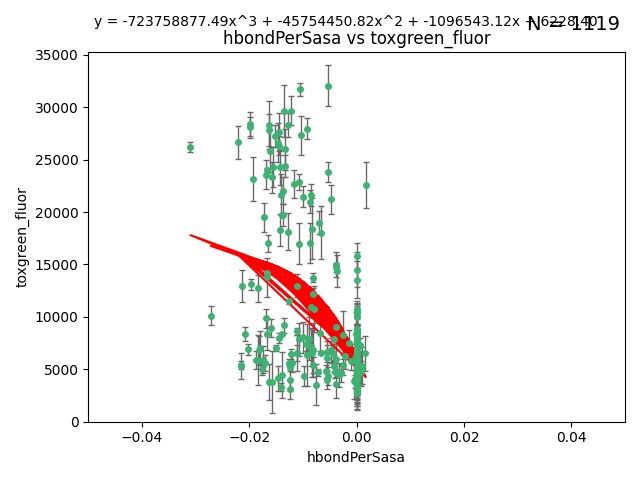 y = -723758877.49x^3 + -45754450.82x^2 + -1096543.12x + 6228.40
N = 1119
hbondPerSasa vs toxgreen_fluor
toxgreen_fluor
35000
30000
25000
20000
15000
10000
5000
0
−0.04
−0.02
0.00
0.02
0.04
hbondPerSasa